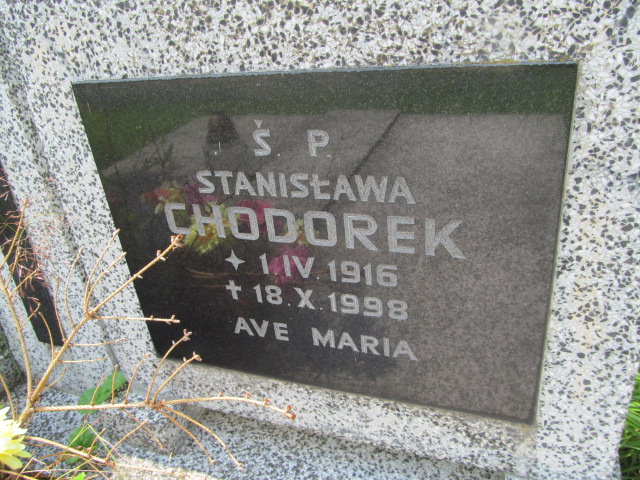 Ś. P.
STANISŁAWA
CHODOREK
✦ 1.IV.1916
✝ 18.X.1998
AVE MARIA